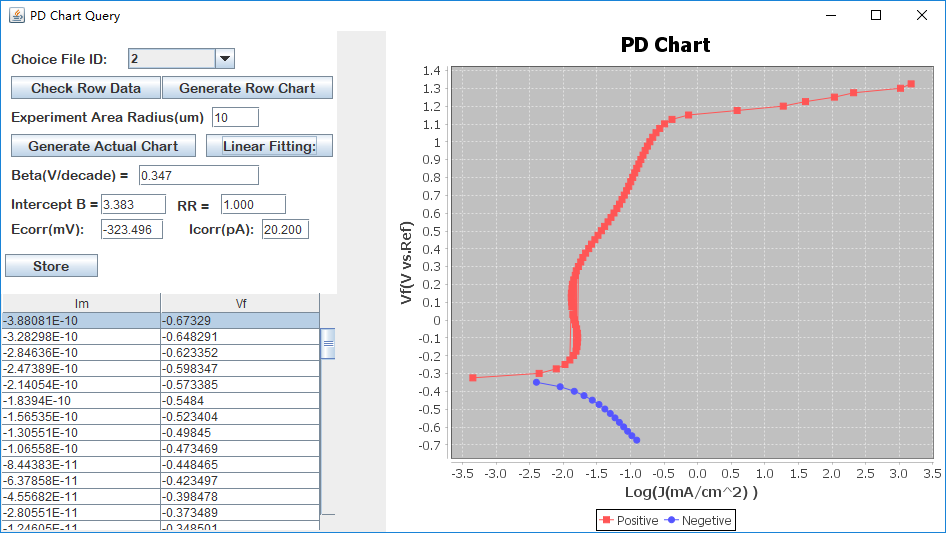 PD Chart Query
Choice File ID: 2
Check Row Data Generate Row Chart
Experiment Area Radius(um) 10
Generate Actual Chart Linear Fitting:
Beta(V/decade) = 0.347
Intercept B = 3.383 RR = 1.000
Ecorr(mV): -323.496 Icorr(pA): 20.200
Store
Im Vf
-3.88081E-10 -0.67329
-3.28298E-10 -0.648291
-2.84636E-10 -0.623352
-2.47389E-10 -0.598347
-2.14054E-10 -0.573385
-1.8394E-10 -0.5484
-1.56535E-10 -0.523404
-1.30551E-10 -0.49845
-1.06558E-10 -0.473469
-8.44383E-11 -0.448465
-6.37858E-11 -0.423497
-4.55682E-11 -0.398478
-2.80551E-11 -0.373489
-1.24605E-11 -0.348501
PD Chart
Vf(V vs.Ref)
1.4
1.3
1.2
1.1
1.0
0.9
0.8
0.7
0.6
0.5
0.4
0.3
0.2
0.1
0
-0.1
-0.2
-0.3
-0.4
-0.5
-0.6
-0.7
-3.5 -3.0 -2.5 -2.0 -1.5 -1.0 -0.5 0.0 0.5 1.0 1.5 2.0 2.5 3.0 3.5
Log(J(mA/cm^2) )
Positive Negetive